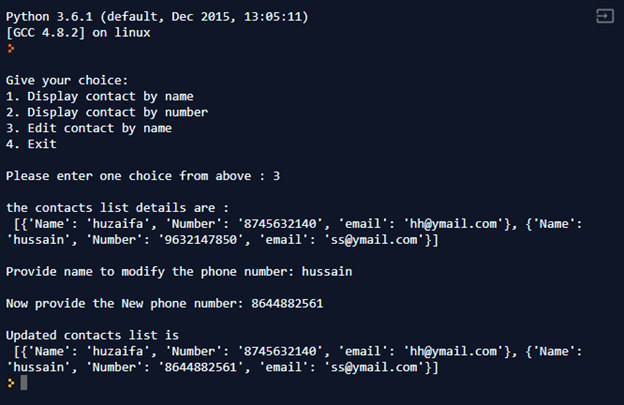 Python 3.6.1 (default, Dec 2015, 13:05:11)
[GCC 4.8.2] on linux
Give your choice:
1. Display contact by name
2. Display contact by number
3. Edit contact by name
4. Exit
Please enter one choice from above : 3
the contacts list details are :
[{'Name': 'huzaifa', 'Number': '8745632140', 'email': 'hh@ymail.com'}, {'Name':
'hussain', 'Number': '9632147850', 'email': 'ss@ymail.com'}]
Provide name to modify the phone number: hussain
Now provide the New phone number: 8644882561
Updated contacts list is
[{'Name': 'huzaifa', 'Number': '8745632140', 'email': 'hh@ymail.com'}, {'Name':
'hussain', 'Number': '8644882561', 'email': 'ss@ymail.com'}]